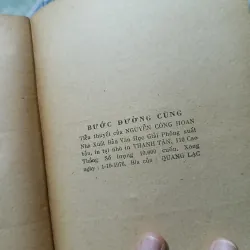 BƯỚC ĐƯỜNG CÙNG
Tiểu thuyết của NGUYỄN CÔNG HOAN
Nhà Xuất Bản Văn Học Giải Phóng xuất
bản, in tại nhà in THANH TÂN, 116 Cao
Thắng. Số lượng 10.000 cuốn. Xong
ngày : 1-10-1976. Bìa của : QUANG LẠC